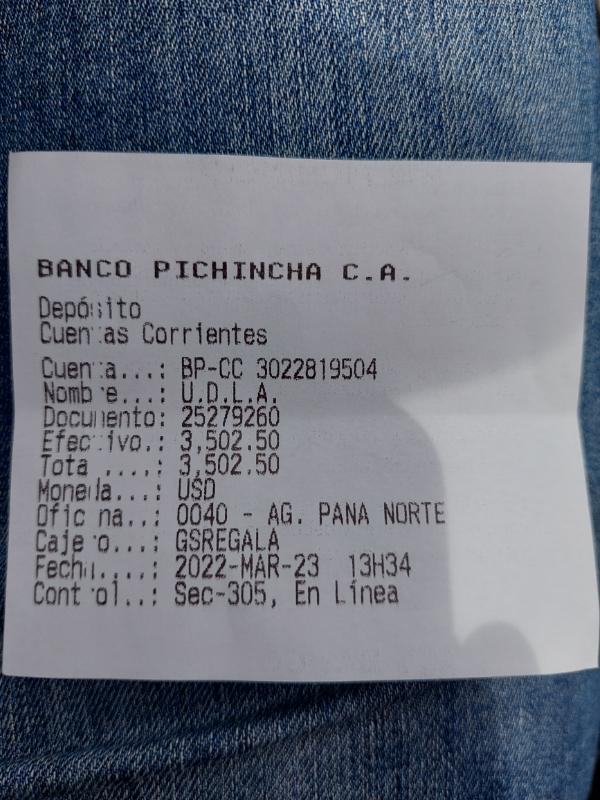 BANCO PICHINCHA C.A.
Depósito
Cuentas Corrientes
Cuenta...: BP-CC 3022819504
Nombre...: U.D.L.A.
Documento: 25279260
Efectivo.: 3,502.50
Total ....: 3,502.50
Moneda...: USD
Oficina..: 0040 - AG. PANA NORTE
Cajero...: GSREGALA
Fecha....: 2022-MAR-23 13H34
Control..: Sec-305, En Línea